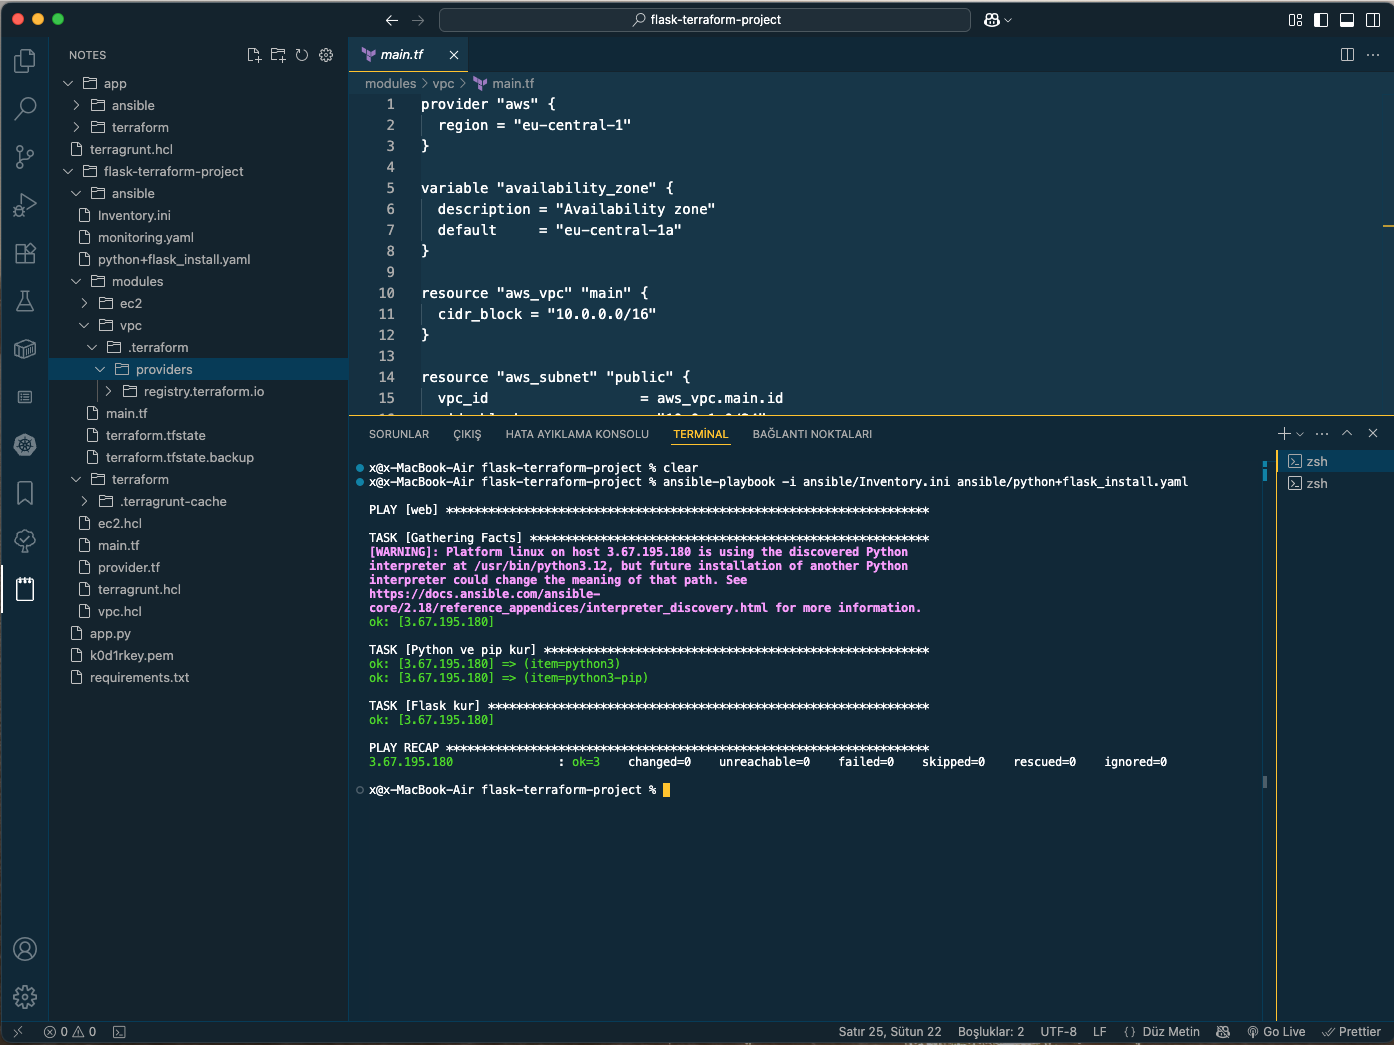 flask-terraform-project
NOTES
app
ansible
terraform
terragrunt.hcl
flask-terraform-project
ansible
Inventory.ini
monitoring.yaml
python+flask_install.yaml
modules
ec2
vpc
.terraform
providers
registry.terraform.io
main.tf
terraform.tfstate
terraform.tfstate.backup
terraform
.terragrunt-cache
ec2.hcl
main.tf
provider.tf
terragrunt.hcl
vpc.hcl
app.py
k0d1rkey.pem
requirements.txt
main.tf
modules > vpc > main.tf
1 provider "aws" {
2 region = "eu-central-1"
3 }
4
5 variable "availability_zone" {
6 description = "Availability zone"
7 default     = "eu-central-1a"
8 }
9
10 resource "aws_vpc" "main" {
11 cidr_block = "10.0.0.0/16"
12 }
13
14 resource "aws_subnet" "public" {
15 vpc_id                  = aws_vpc.main.id
SORUNLAR ÇIKIŞ HATA AYIKLAMA KONSOLU TERMİNAL BAĞLANTI NOKTALARI
x@x-MacBook-Air flask-terraform-project % clear
x@x-MacBook-Air flask-terraform-project % ansible-playbook -i ansible/Inventory.ini ansible/python+flask_install.yaml
PLAY [web] *********************************************************************
TASK [Gathering Facts] *********************************************************
[WARNING]: Platform linux on host 3.67.195.180 is using the discovered Python
interpreter at /usr/bin/python3.12, but future installation of another Python
interpreter could change the meaning of that path. See
https://docs.ansible.com/ansible-
core/2.18/reference_appendices/interpreter_discovery.html for more information.
ok: [3.67.195.180]
TASK [Python ve pip kur] *******************************************************
ok: [3.67.195.180] => (item=python3)
ok: [3.67.195.180] => (item=python3-pip)
TASK [Flask kur] ***************************************************************
ok: [3.67.195.180]
PLAY RECAP *********************************************************************
3.67.195.180               : ok=3    changed=0    unreachable=0    failed=0    skipped=0    rescued=0    ignored=0
x@x-MacBook-Air flask-terraform-project %
zsh
zsh
0 0 Satır 25, Sütun 22 Boşluklar: 2 UTF-8 LF {} Düz Metin Go Live Prettier